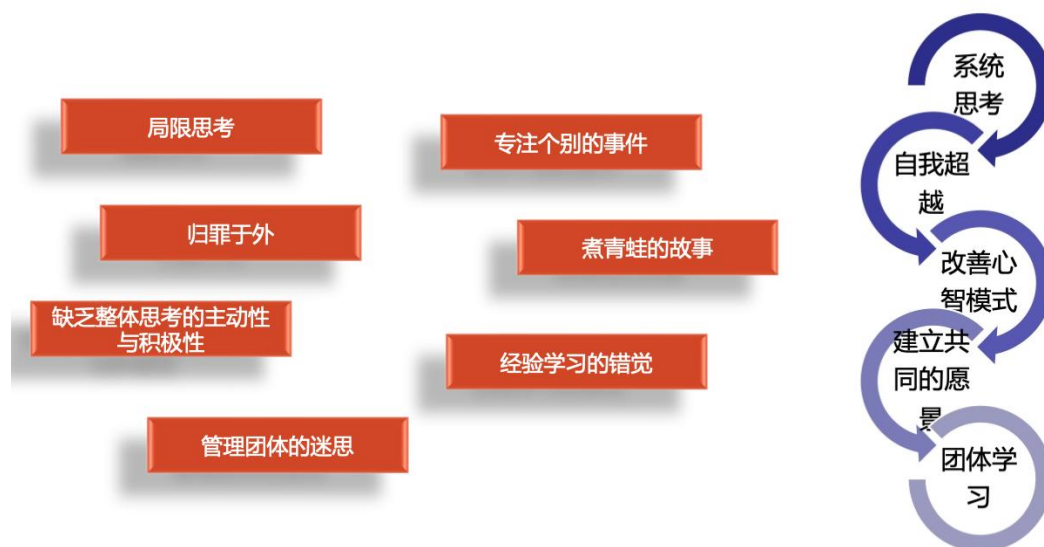 局限思考
专注个别的事件
归罪于外
煮青蛙的故事
缺乏整体思考的主动性
与积极性
经验学习的错觉
管理团体的迷思
系统
思考
自我超
越
改善心
智模式
建立共
同的愿
景
团体学
习